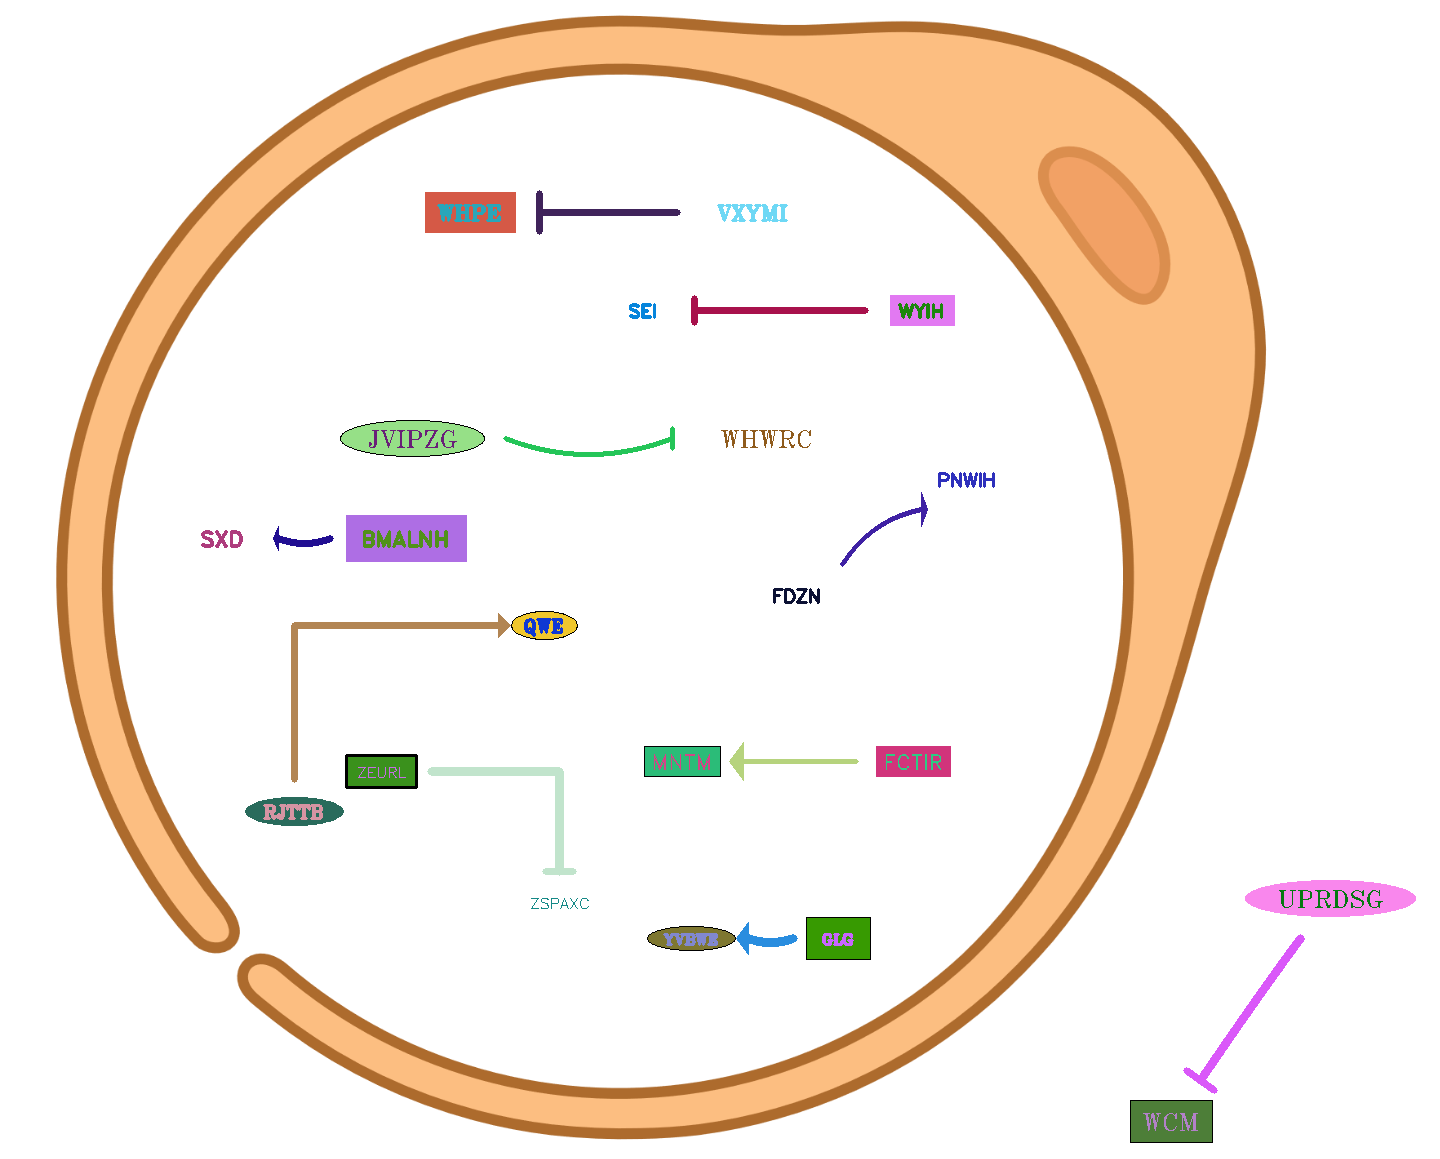 WHPE
VXYMI
SEI
WYIH
JVIPZG
WHWRC
PNWIH
SXD
BMALNH
FDZN
QWE
MNTM
FCTIR
ZEURL
RJTTB
UPRDSG
ZSPAXC
YVBWE
GLG
WCM